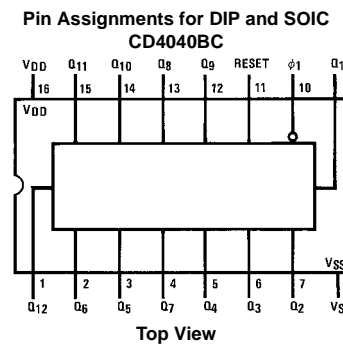 Pin Assignments for DIP and SOIC
CD4040BC
VDD Q11 Q10 Q8 Q9 RESET ϕ1 Q1
16 15 14 13 12 11 10
VDD
VSS
1 2 3 4 5 6 7
Q12 Q6 Q5 Q7 Q4 Q3 Q2
Top View